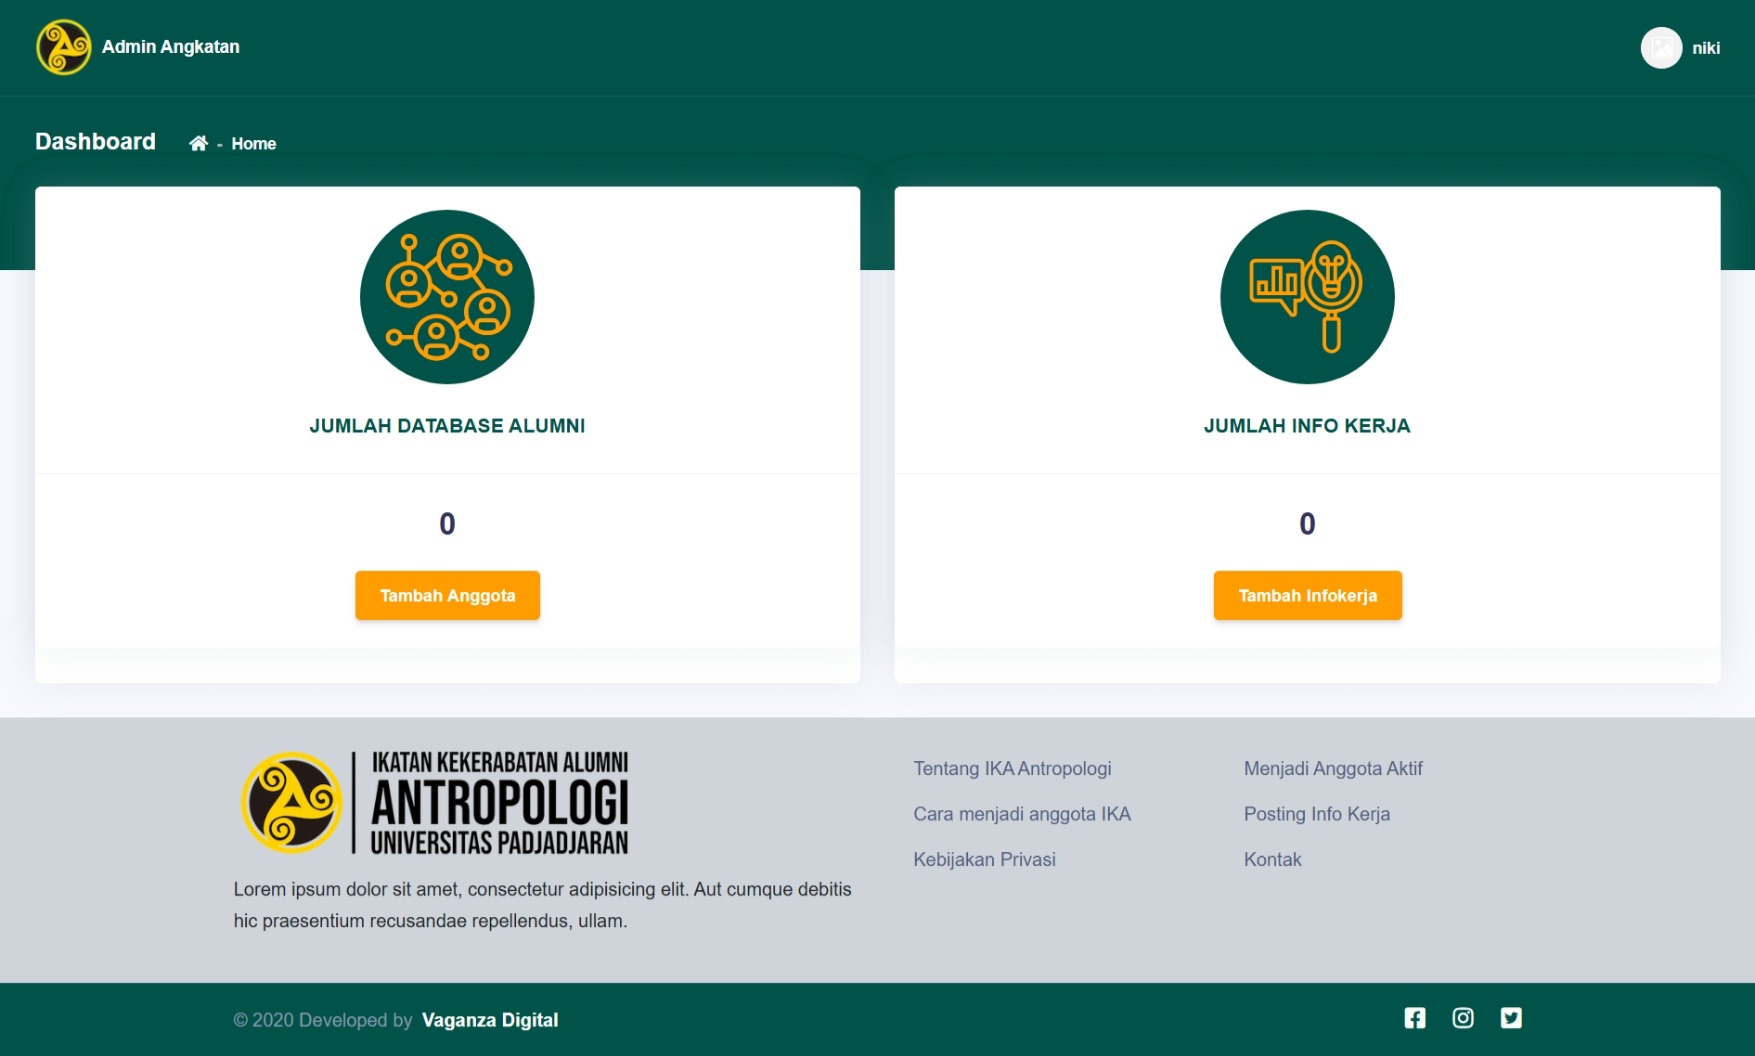 Admin Angkatan
niki
Dashboard
- Home
JUMLAH DATABASE ALUMNI
0
Tambah Anggota
JUMLAH INFO KERJA
0
Tambah Infokerja
IKATAN KEKERABATAN ALUMNI
ANTROPOLOGI
UNIVERSITAS PADJADJARAN
Lorem ipsum dolor sit amet, consectetur adipisicing elit. Aut cumque debitis
hic praesentium recusandae repellendus, ullam.
Tentang IKA Antropologi
Cara menjadi anggota IKA
Kebijakan Privasi
Menjadi Anggota Aktif
Posting Info Kerja
Kontak
© 2020 Developed by Vaganza Digital